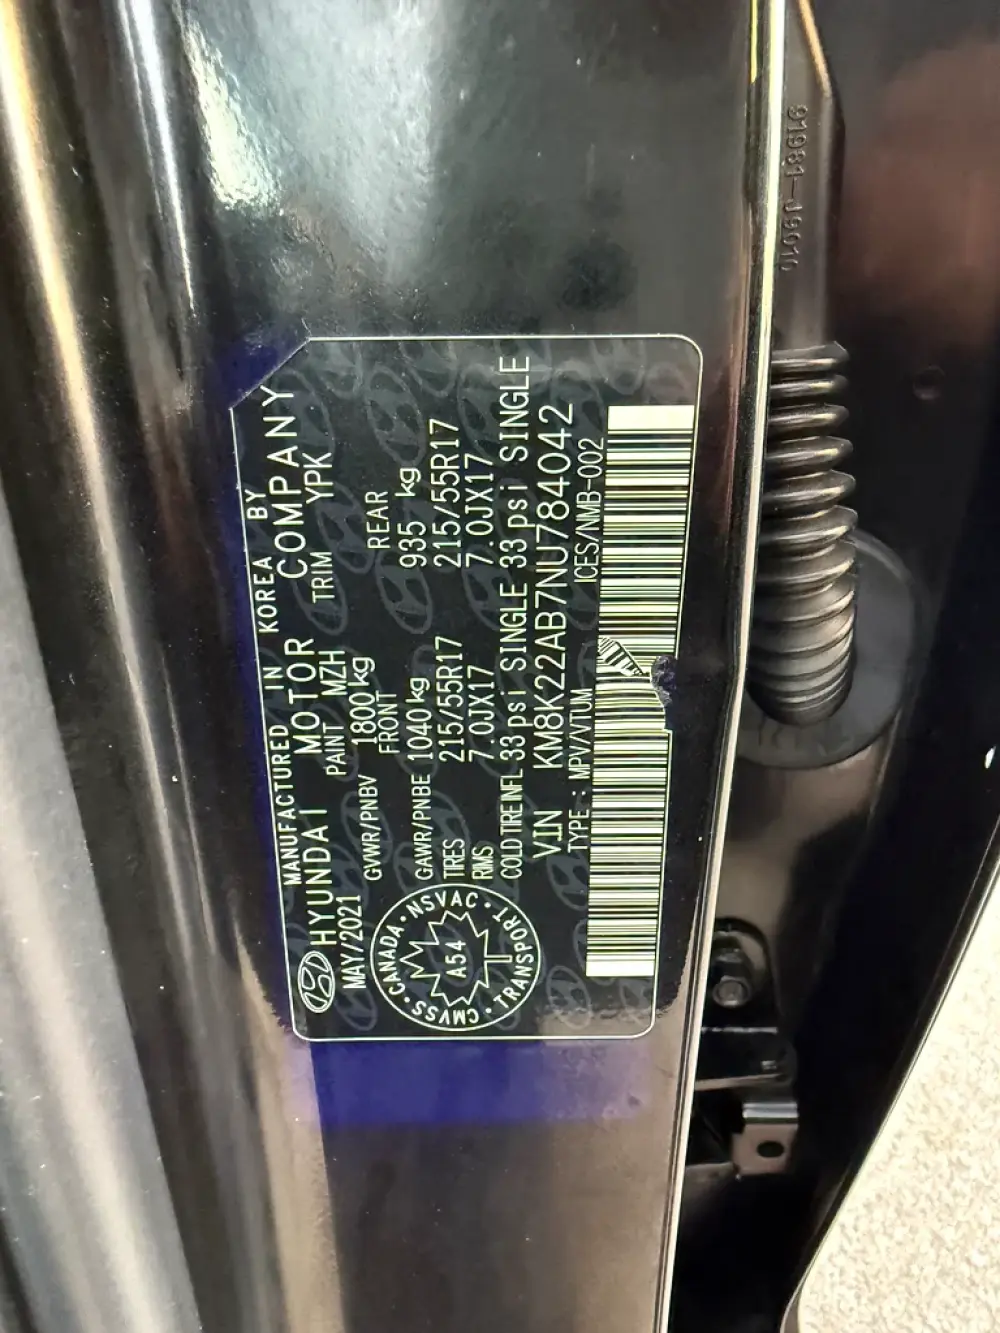 MANUFACTURED IN KOREA BY
HYUNDAI MOTOR COMPANY
MAY/2021 PAINT MZH TRIM YPK
GVWR/PNBV 1800 kg
FRONT REAR
GAWR/PNBE 1040 kg 935 kg
TIRES 215/55R17 215/55R17
RIMS 7.0JX17 7.0JX17
COLD TIRE INFL 33 psi SINGLE 33 psi SINGLE
VIN KM8K22AB7NU784042
TYPE : MPV/VTUM ICES/NMB-002
CMVSS • CANADA • NSVAC • TRANSPORT •
A54
91981-J9010